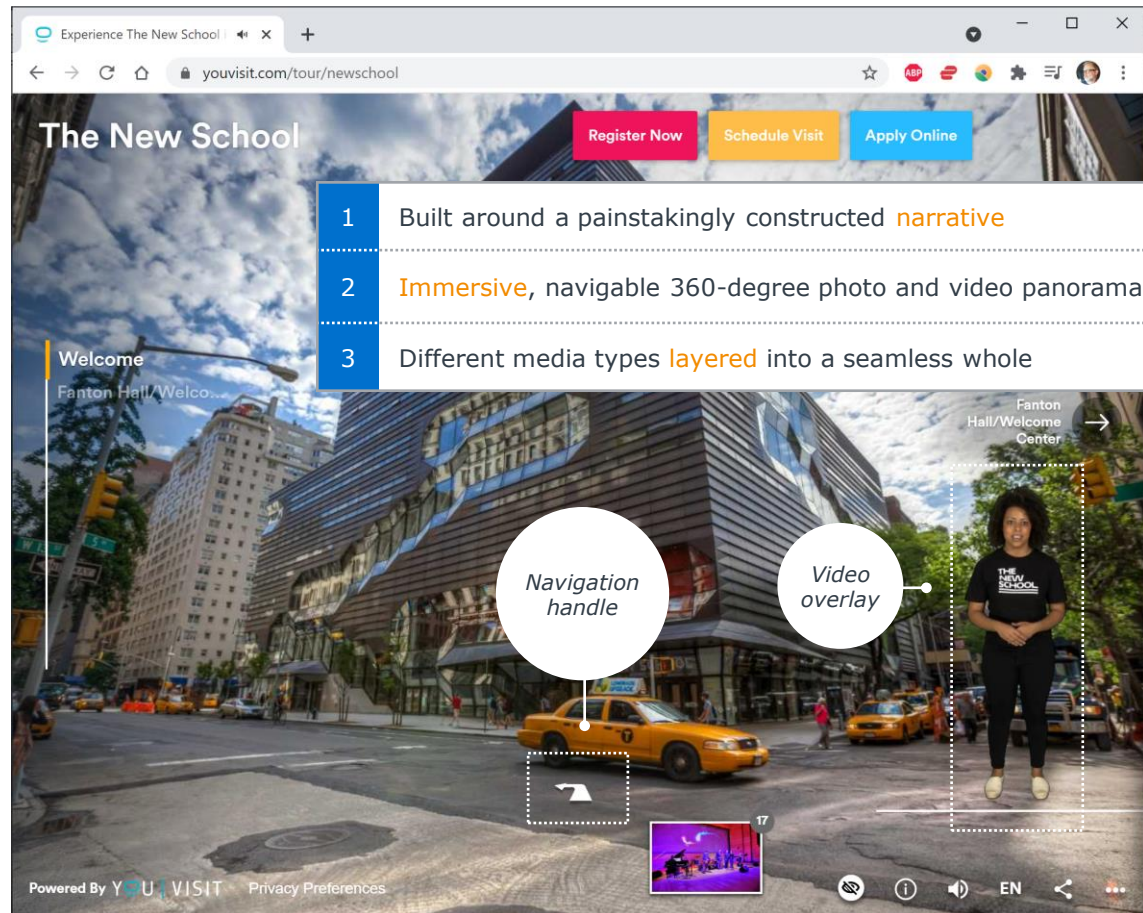 Experience The New School
youvisit.com/tour/newschool
ABP
The New School
Register Now
Schedule Visit
Apply Online
1 Built around a painstakingly constructed narrative
2 Immersive, navigable 360-degree photo and video panorama
3 Different media types layered into a seamless whole
Welcome
Fanton Hall/Welco...
Fanton
Hall/Welcome
Center
Navigation
handle
Video
overlay
THE
NEW
SCHOOL
17
Powered By YOUVISIT
Privacy Preferences
EN